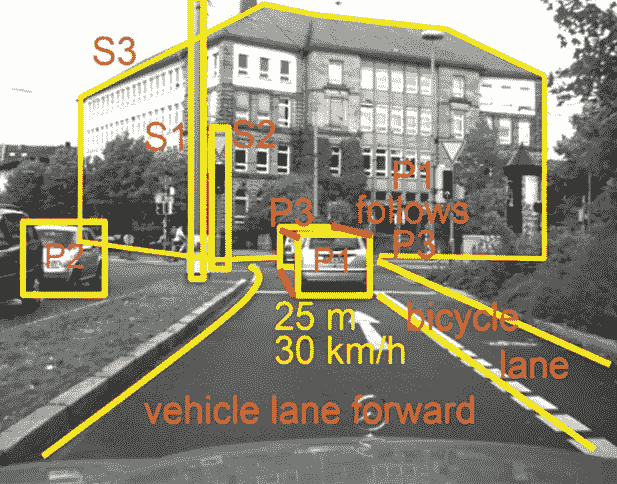 S3
S1
S2
P1
P3
follows
P2
P1
P3
25 m
30 km/h
bicycle
lane
vehicle lane forward